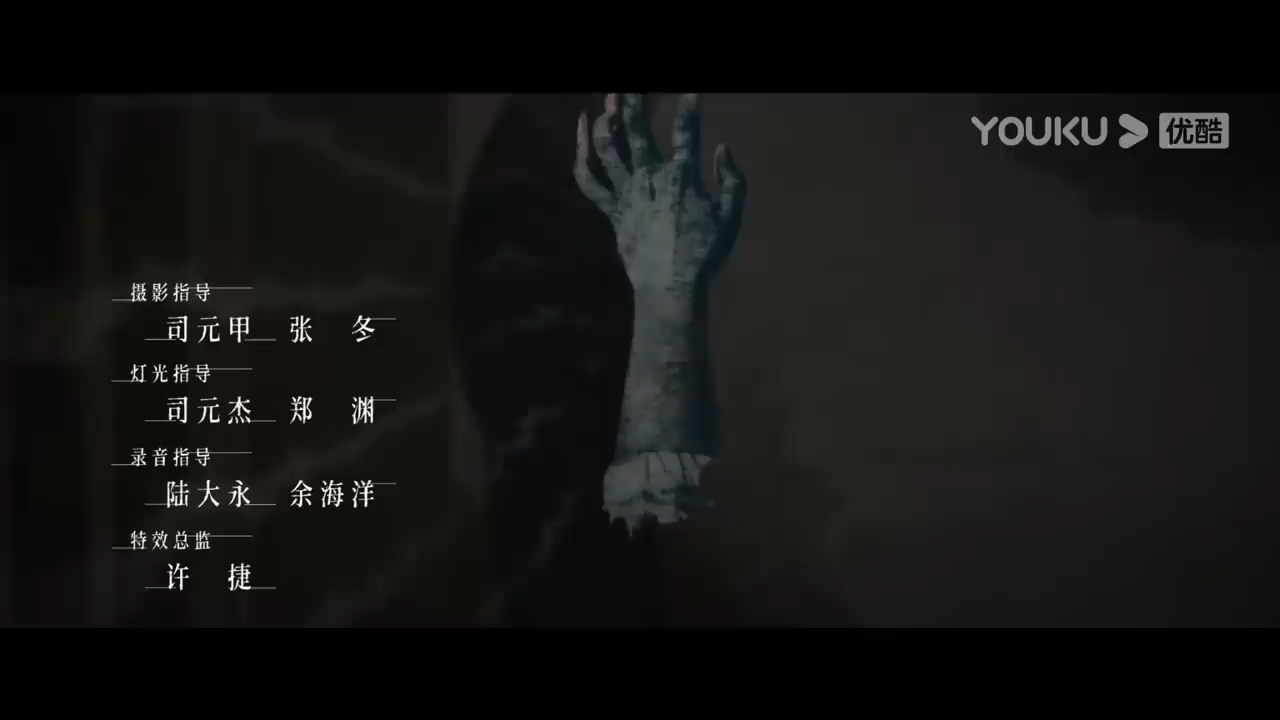 YOUKU 优酷
摄影指导
司元甲 张 冬
灯光指导
司元杰 郑 渊
录音指导
陆大永 余海洋
特效总监
许 捷